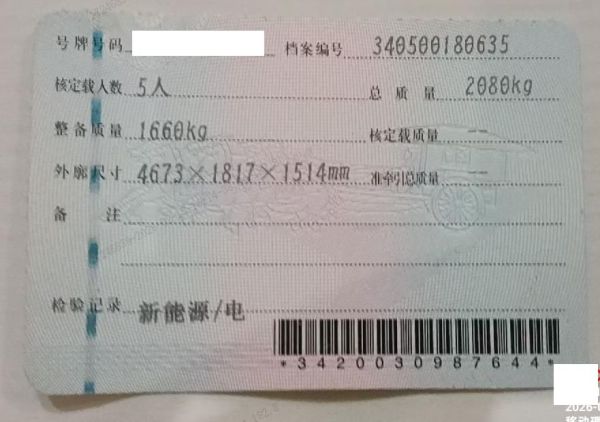 号牌号码 档案编号 340500180635
核定载人数 5人 总质量 2080kg
整备质量 1660kg 核定载质量 --
外廓尺寸 4673×1817×1514mm 准牵引总质量 --
备注
检验记录 新能源/电
*3420030987644*